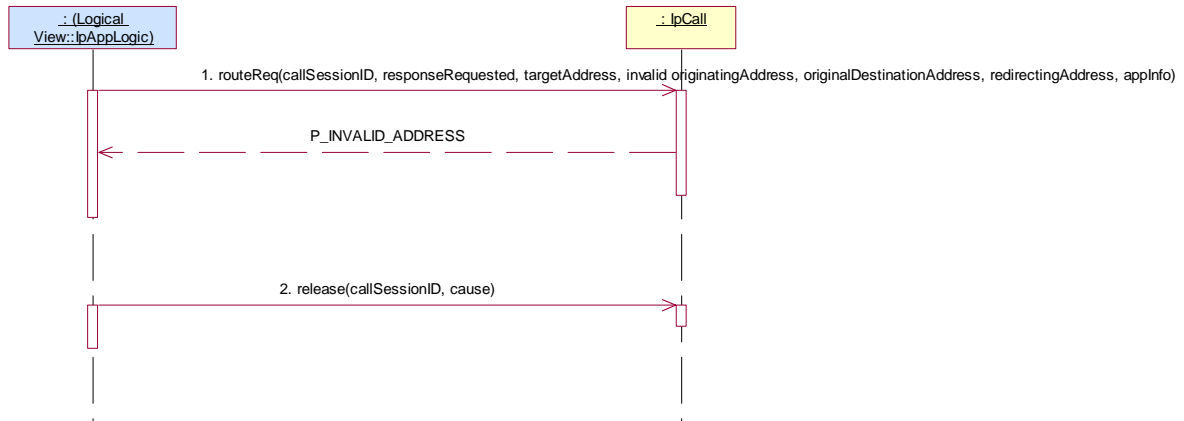 : (Logical
View::IpAppLogic)
: IpCall
1. routeReq(callSessionID, responseRequested, targetAddress, invalid originatingAddress, originalDestinationAddress, redirectingAddress, appInfo)
P_INVALID_ADDRESS
2. release(callSessionID, cause)